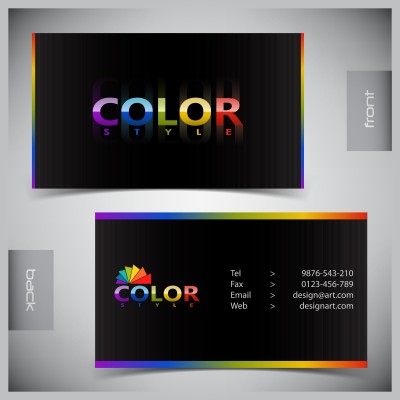 COLOR
STYLE
front
COLOR
STYLE
Tel > 9876-543-210
Fax > 0123-456-789
Email > design@art.com
Web > designart.com
back